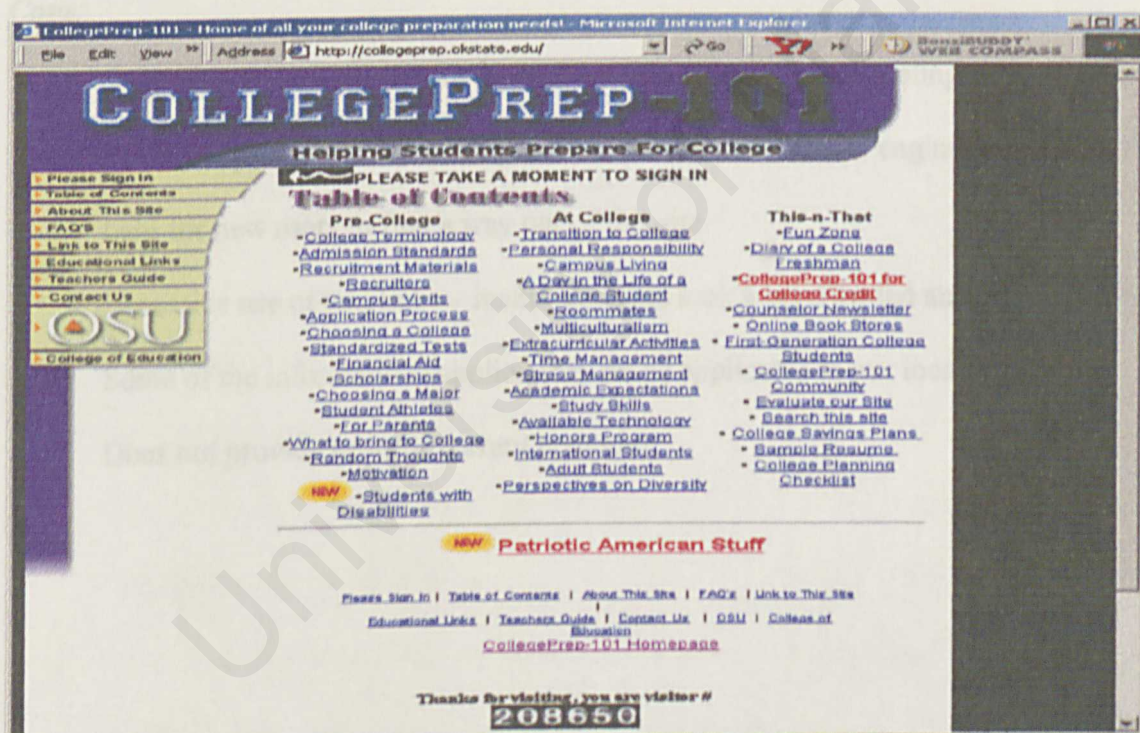 CollegePrep-101 - Home of all your college preparation needs! - Microsoft Internet Explorer
File Edit View » Address http://collegeprep.okstate.edu/ Go Y! » BonziBUDDY WEB COMPASS
COLLEGEPREP-101
Helping Students Prepare For College
Please Sign In
Table of Contents
About This Site
FAQ'S
Link to This Site
Educational Links
Teachers Guide
Contact Us
OSU
College of Education
PLEASE TAKE A MOMENT TO SIGN IN
Table of Contents
Pre-College
•College Terminology
•Admission Standards
•Recruitment Materials
•Recruiters
•Campus Visits
•Application Process
•Choosing a College
•Standardized Tests
•Financial Aid
•Scholarships
•Choosing a Major
•Student Athletes
•For Parents
•What to bring to College
•Random Thoughts
•Motivation
NEW •Students with
Disabilities
At College
•Transition to College
•Personal Responsibility
•Campus Living
•A Day in the Life of a
College Student
•Roommates
•Multiculturalism
•Extracurricular Activities
•Time Management
•Stress Management
•Academic Expectations
•Study Skills
•Available Technology
•Honors Program
•International Students
•Adult Students
•Perspectives on Diversity
This-n-That
•Fun Zone
•Diary of a College
Freshman
•CollegePrep-101 for
College Credit
•Counselor Newsletter
• Online Book Stores
• First Generation College
Students
• CollegePrep-101
Community
• Evaluate our Site
• Search this site
• College Savings Plans
• Sample Resume
• College Planning
Checklist
NEW Patriotic American Stuff
Please Sign In | Table of Contents | About This Site | FAQ's | Link to This Site
|
Educational Links | Teachers Guide | Contact Us | OSU | College of
Education
CollegePrep-101 Homepage
Thanks for visiting, you are visitor #
208650